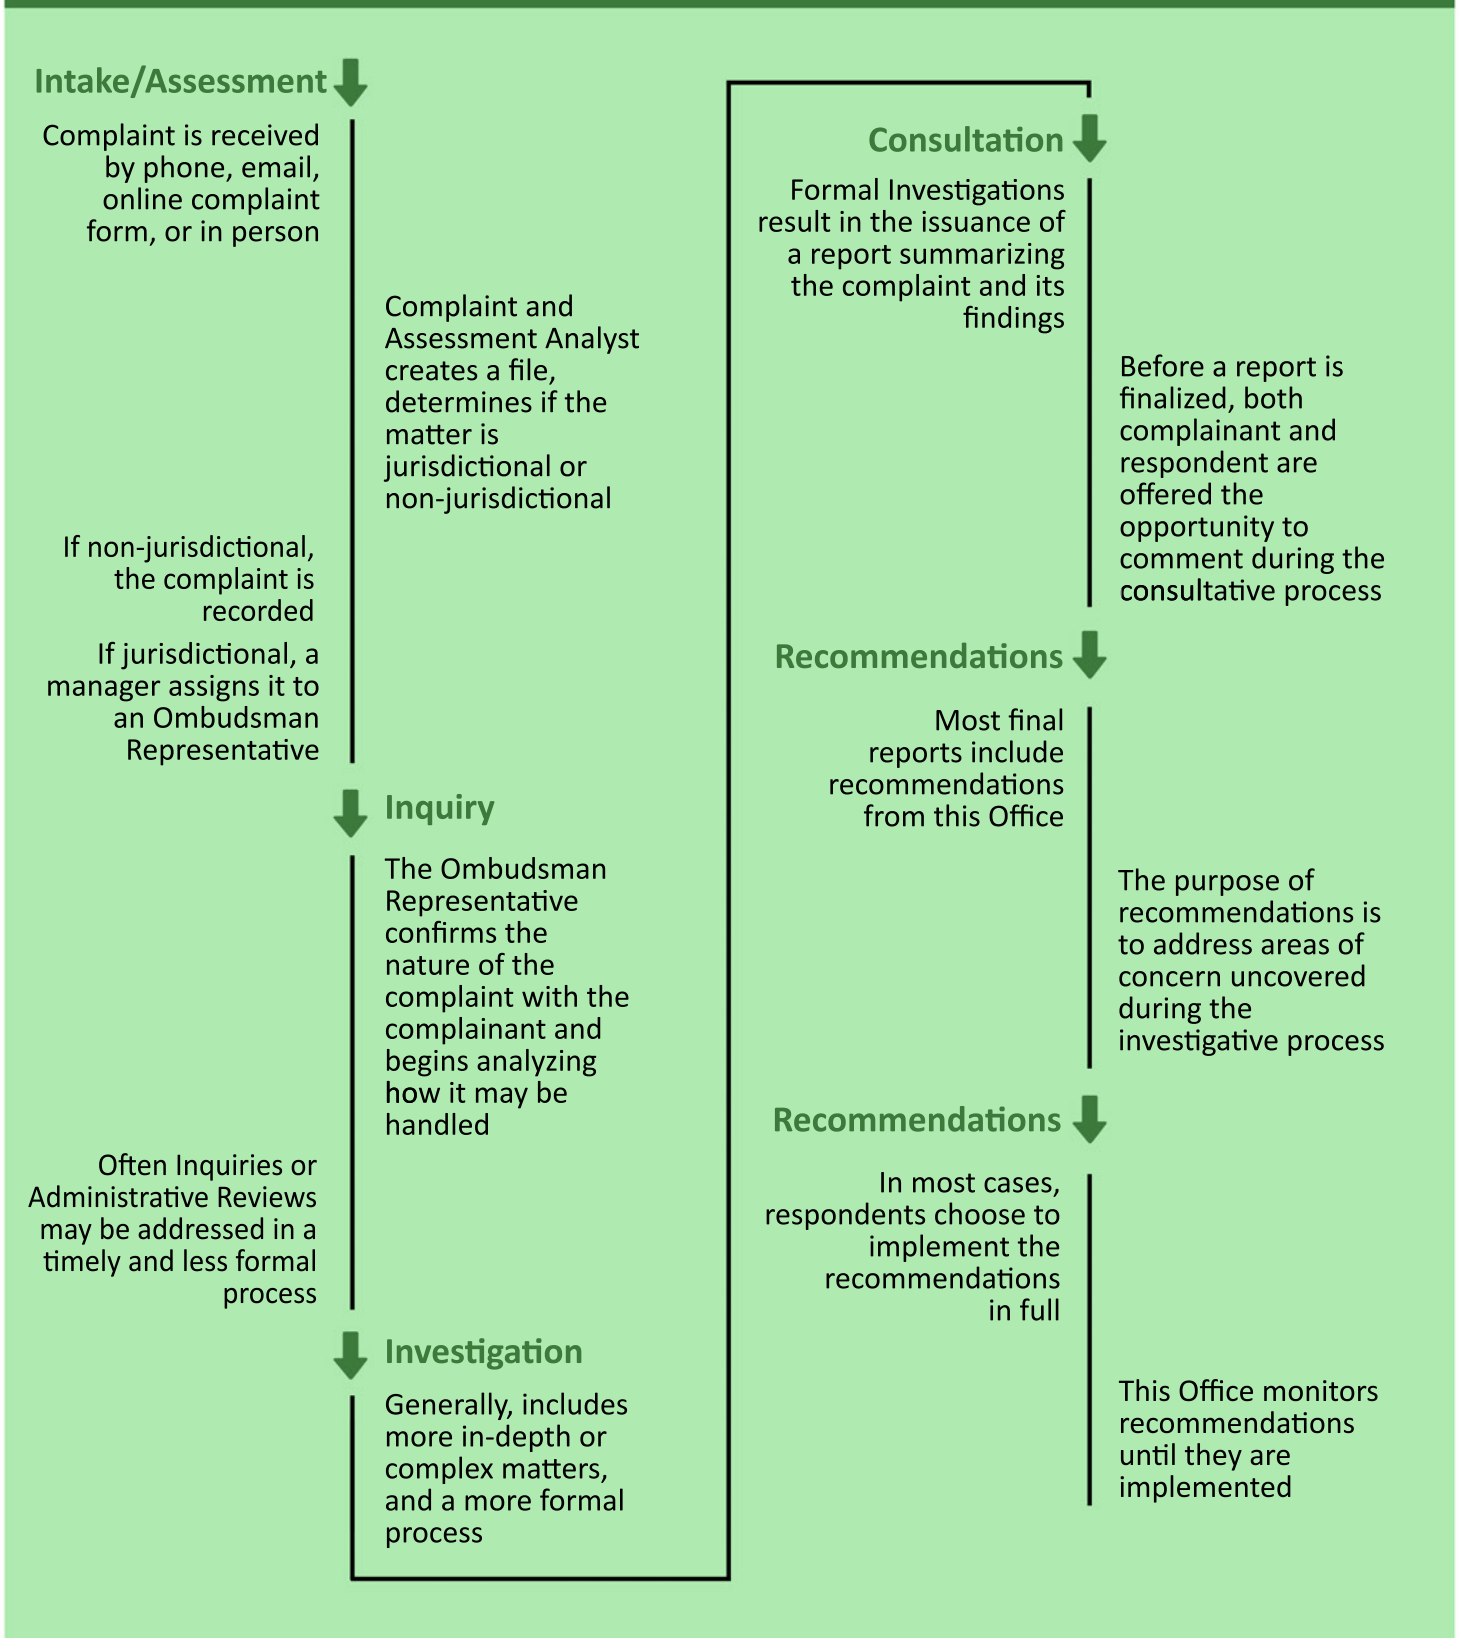 Intake/Assessment
Complaint is received
by phone, email,
online complaint
form, or in person
Complaint and
Assessment Analyst
creates a file,
determines if the
matter is
jurisdictional or
non-jurisdictional
If non-jurisdictional,
the complaint is
recorded
If jurisdictional, a
manager assigns it to
an Ombudsman
Representative
Inquiry
The Ombudsman
Representative
confirms the
nature of the
complaint with the
complainant and
begins analyzing
how it may be
handled
Often Inquiries or
Administrative Reviews
may be addressed in a
timely and less formal
process
Investigation
Generally, includes
more in-depth or
complex matters,
and a more formal
process
Consultation
Formal Investigations
result in the issuance of
a report summarizing
the complaint and its
findings
Before a report is
finalized, both
complainant and
respondent are
offered the
opportunity to
comment during the
consultative process
Recommendations
Most final
reports include
recommendations
from this Office
The purpose of
recommendations is
to address areas of
concern uncovered
during the
investigative process
Recommendations
In most cases,
respondents choose to
implement the
recommendations
in full
This Office monitors
recommendations
until they are
implemented